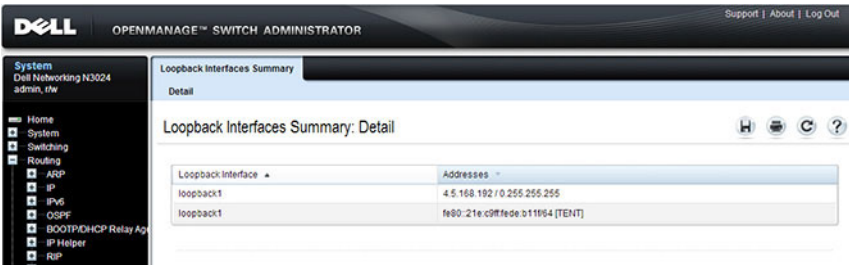 Support | About | Log Out
DELL OPENMANAGE™ SWITCH ADMINISTRATOR
System
Dell Networking N3024
admin, r/w
Loopback Interfaces Summary
Detail
Home
System
Switching
Routing
ARP
IP
IPv6
OSPF
BOOTP/DHCP Relay Age
IP Helper
RIP
Loopback Interfaces Summary: Detail
Loopback Interface Addresses
loopback1 4.5.168.192 / 0.255.255.255
loopback1 fe80::21e:c9ff:fede:b11f/64 [TENT]